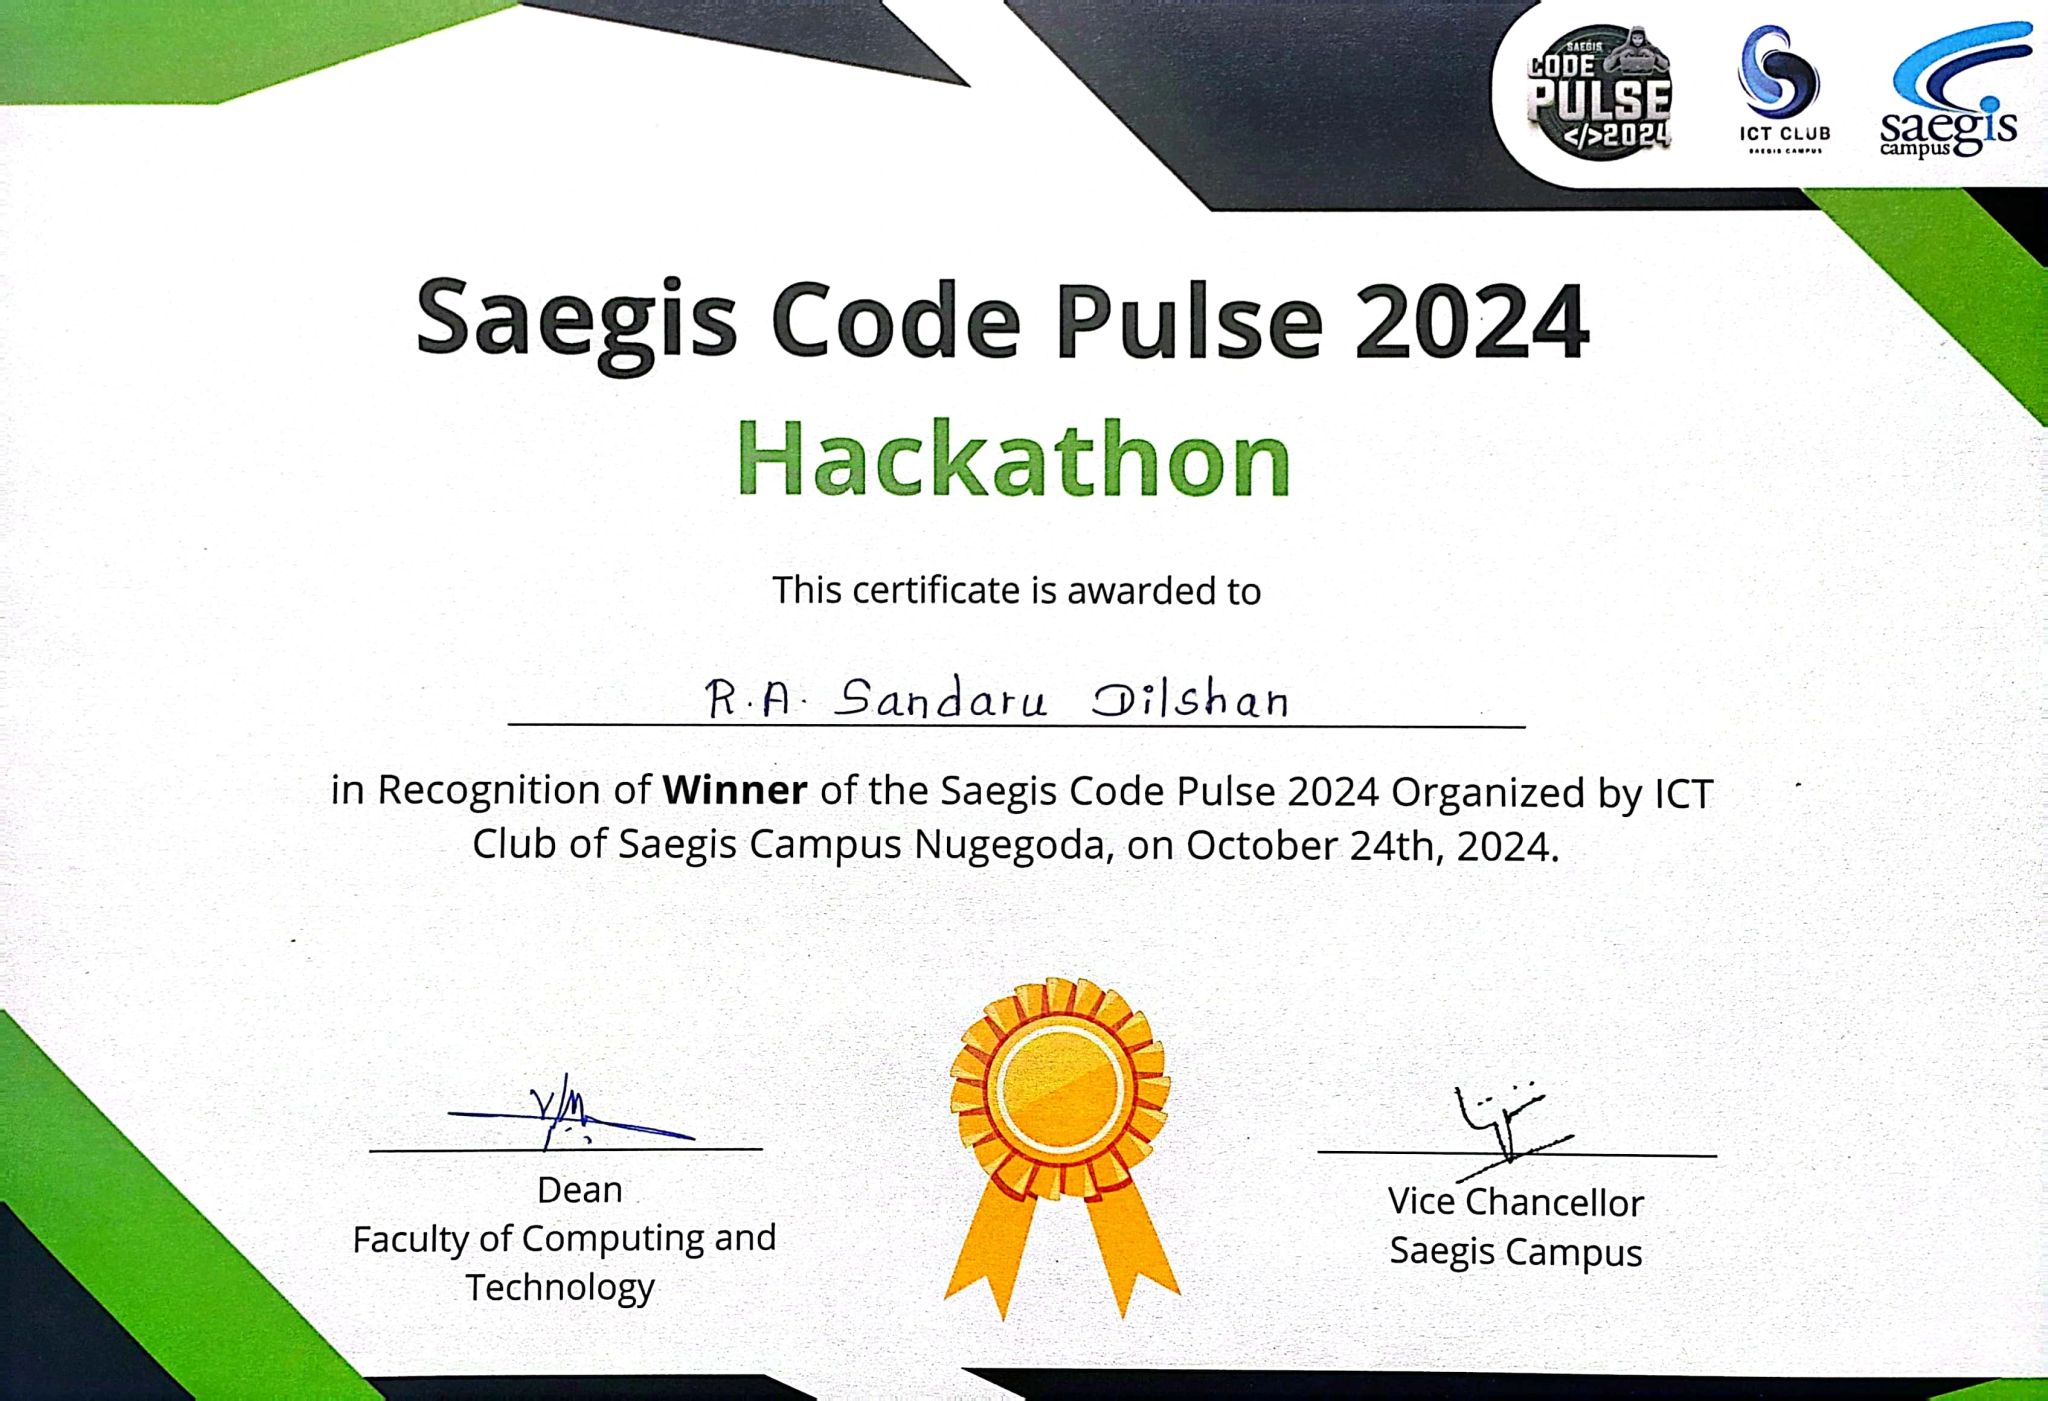 SAEGIS
CODE
PULSE
</>2024
ICT CLUB
SAEGIS CAMPUS
saegis
campus
Saegis Code Pulse 2024
Hackathon
This certificate is awarded to
R.A. Sandaru Dilshan
in Recognition of Winner of the Saegis Code Pulse 2024 Organized by ICT
Club of Saegis Campus Nugegoda, on October 24th, 2024.
Dean
Faculty of Computing and
Technology
Vice Chancellor
Saegis Campus